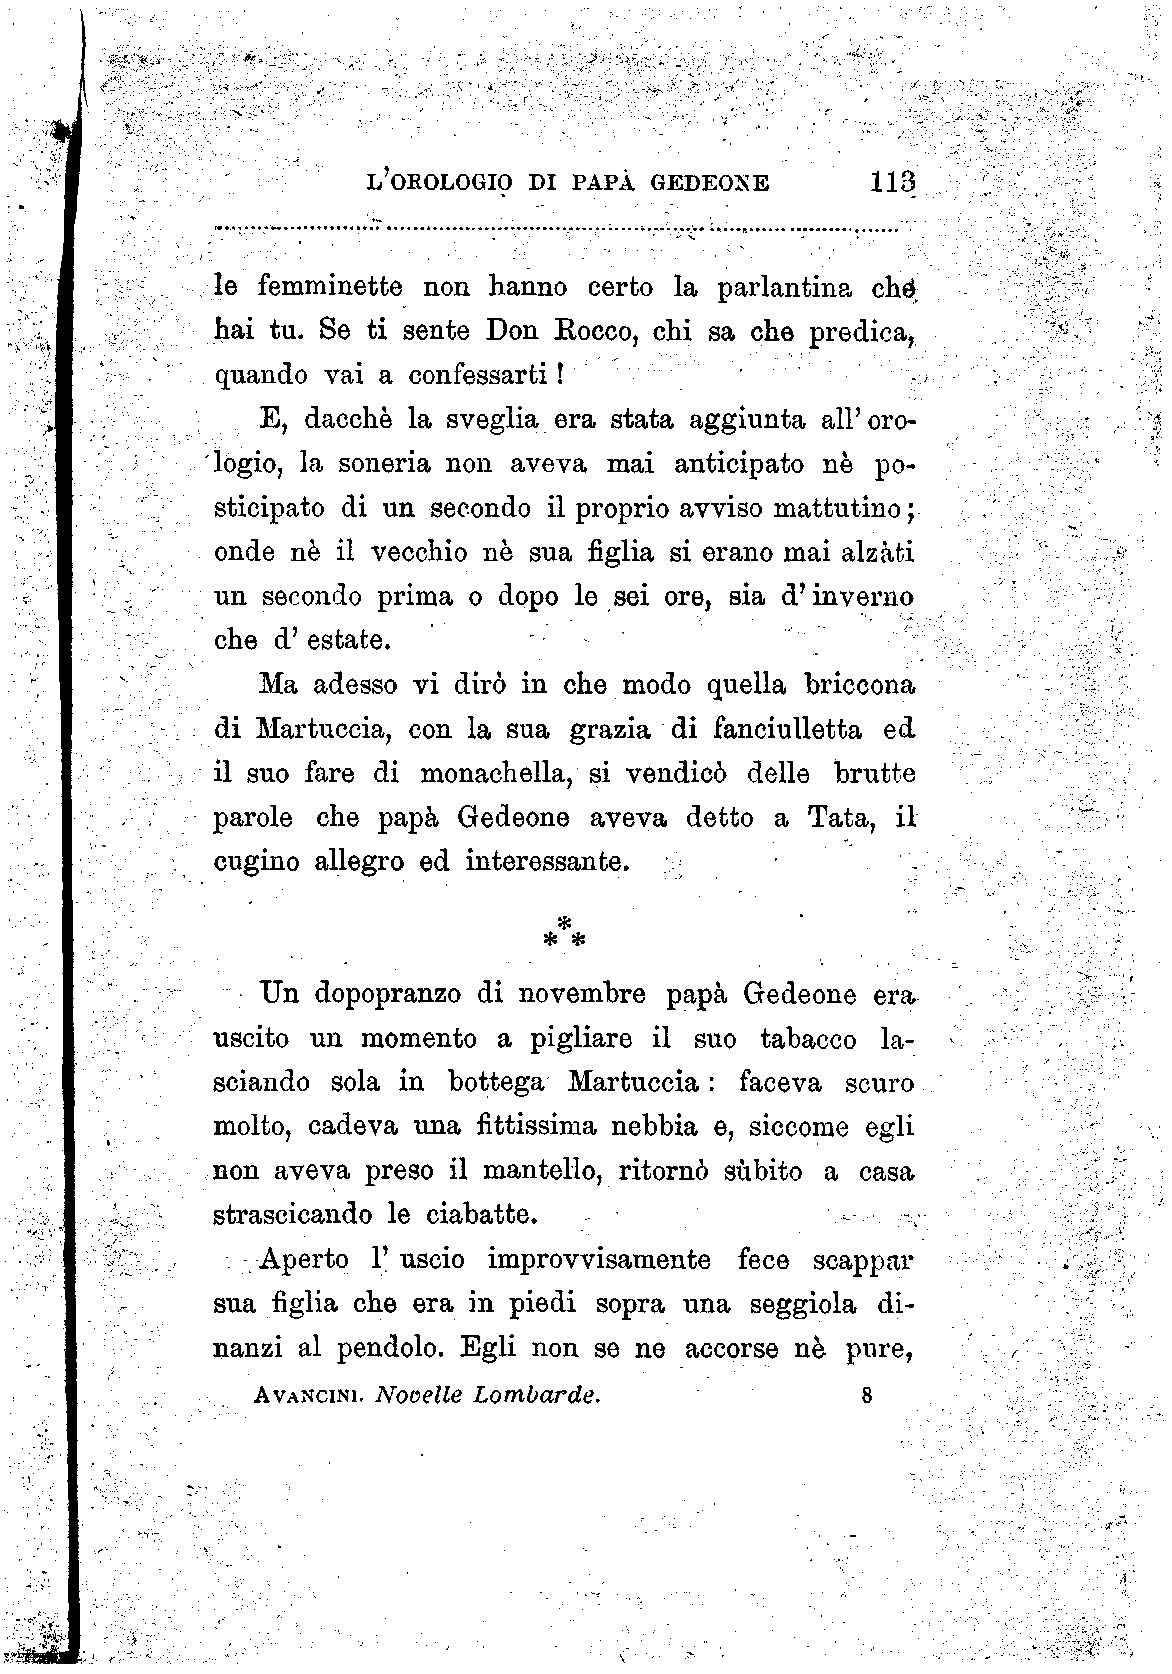 L'OROLOGIO DI PAPÀ GEDEONE 113
le femminette non hanno certo la parlantina che
hai tu. Se ti sente Don Rocco, chi sa che predica,
quando vai a confessarti !
E, dacchè la sveglia era stata aggiunta all' oro-
logio, la soneria non aveva mai anticipato nè po-
sticipato di un secondo il proprio avviso mattutino ;
onde nè il vecchio nè sua figlia si erano mai alzàti
un secondo prima o dopo le sei ore, sia d' inverno
che d' estate.
Ma adesso vi dirò in che modo quella briccona
di Martuccia, con la sua grazia di fanciulletta ed
il suo fare di monachella, si vendicò delle brutte
parole che papà Gedeone aveva detto a Tata, il
cugino allegro ed interessante.
*
* *
Un dopopranzo di novembre papà Gedeone era
uscito un momento a pigliare il suo tabacco la-
sciando sola in bottega Martuccia : faceva scuro
molto, cadeva una fittissima nebbia e, siccome egli
non aveva preso il mantello, ritornò sùbito a casa
strascicando le ciabatte.
Aperto l' uscio improvvisamente fece scappar
sua figlia che era in piedi sopra una seggiola di-
nanzi al pendolo. Egli non se ne accorse nè pure,
AVANCINI. Novelle Lombarde. 8